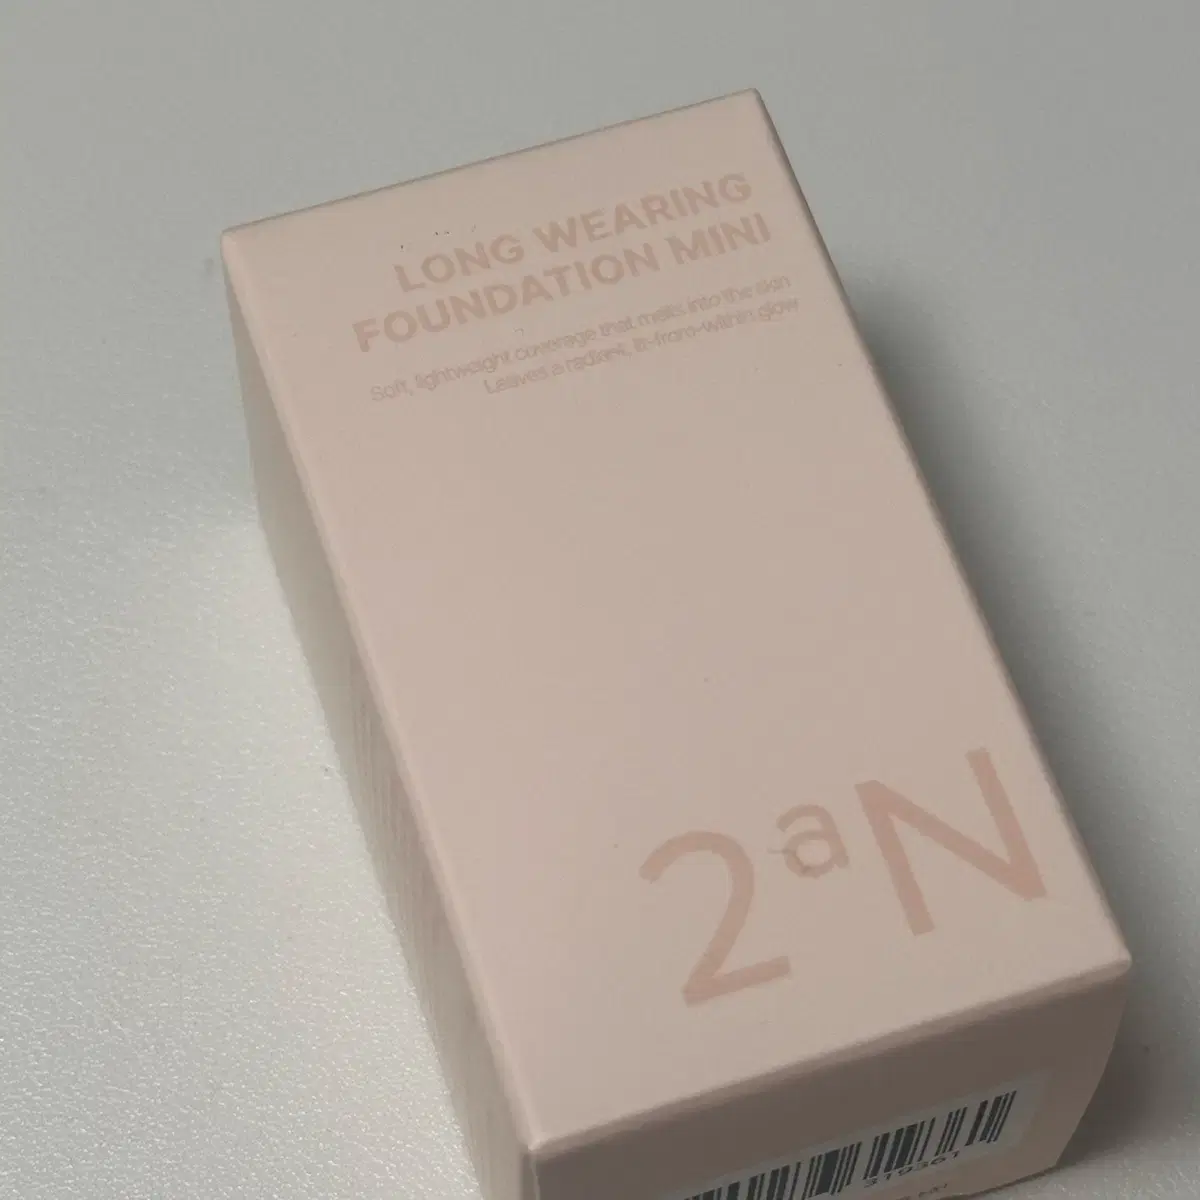 LONG WEARING
FOUNDATION MINI
Soft, lightweight coverage that melts into the skin
Leaves a radiant, lit-from-within glow
2aN
319361